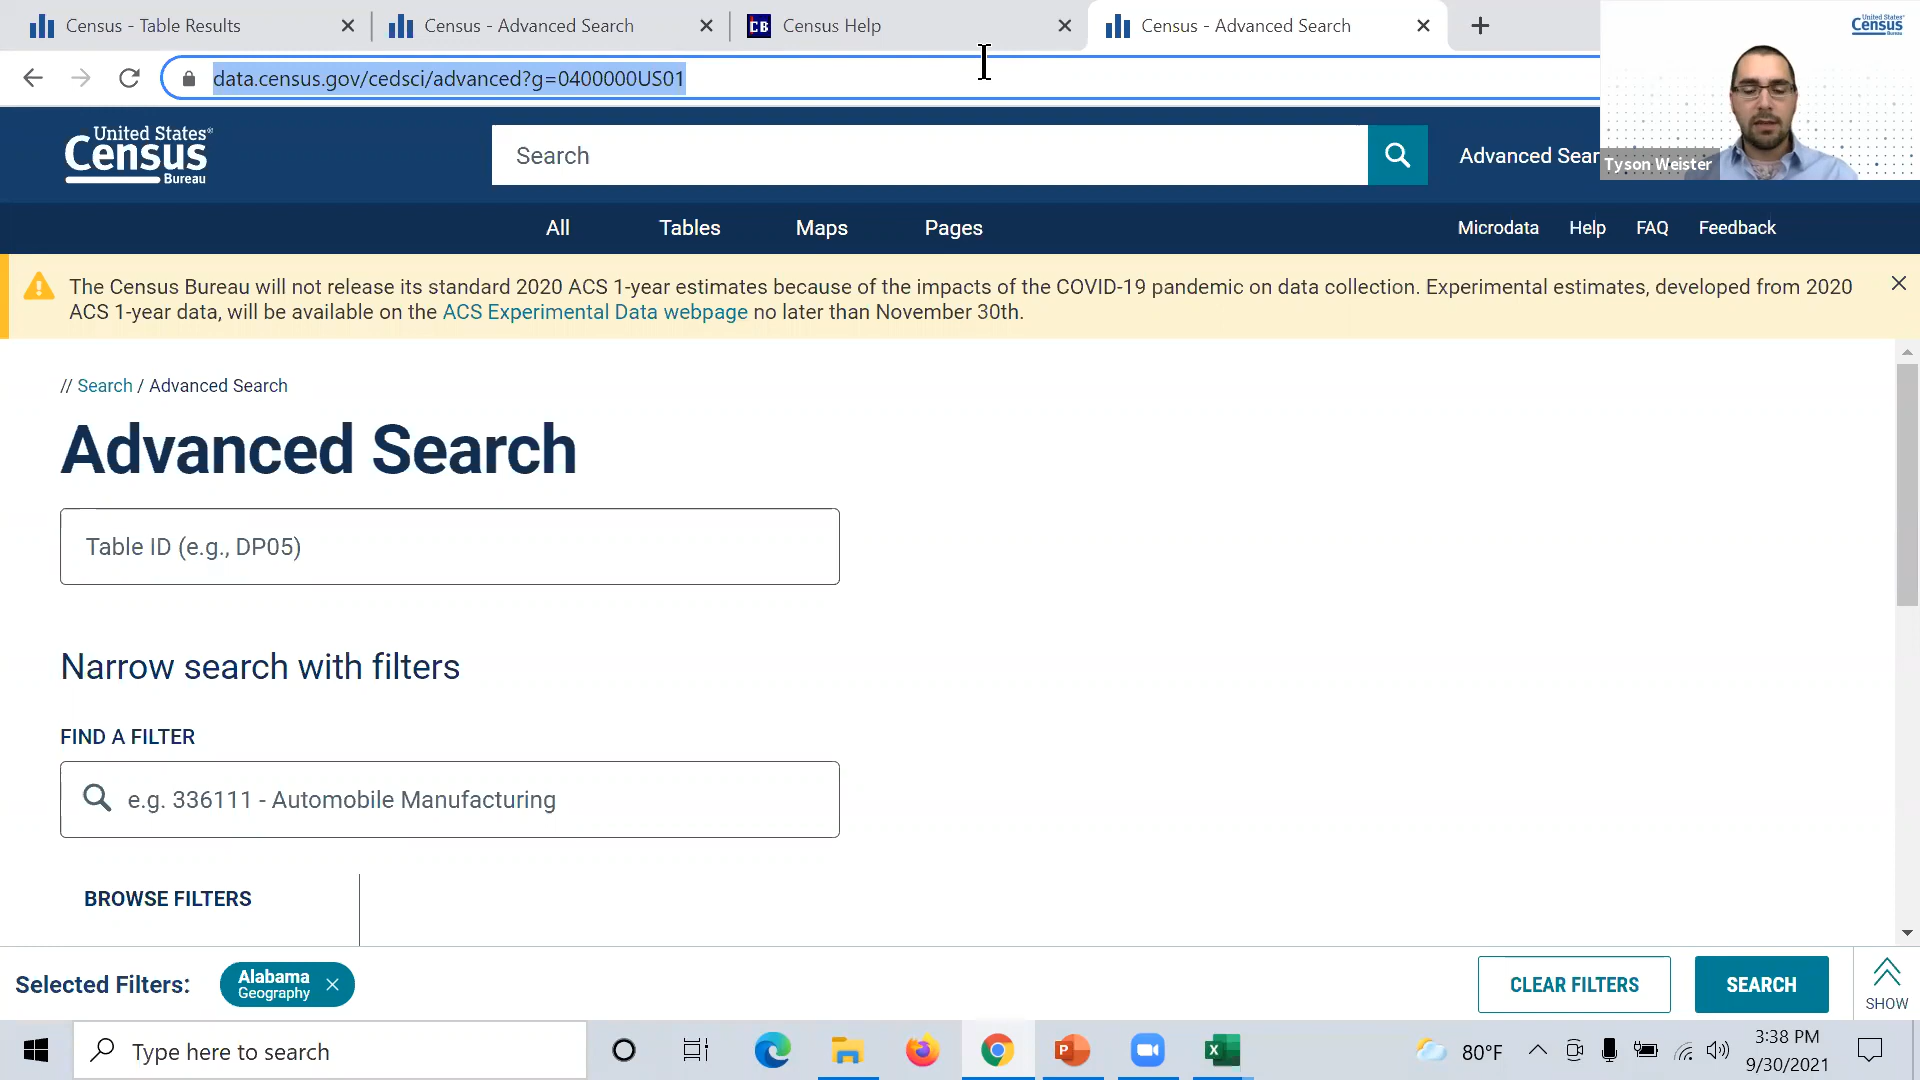 Census - Table Results
Census - Advanced Search
CB
Census Help
Census - Advanced Search
data.census.gov/cedsci/advanced?g=0400000US01
United States®
Census
Bureau
Search
Advanced Sear
United States®
Census
Bureau
Tyson Weister
All
Tables
Maps
Pages
Microdata
Help
FAQ
Feedback
The Census Bureau will not release its standard 2020 ACS 1-year estimates because of the impacts of the COVID-19 pandemic on data collection. Experimental estimates, developed from 2020
ACS 1-year data, will be available on the ACS Experimental Data webpage no later than November 30th.
// Search / Advanced Search
Advanced Search
Table ID (e.g., DP05)
Narrow search with filters
FIND A FILTER
e.g. 336111 - Automobile Manufacturing
BROWSE FILTERS
Selected Filters:
Alabama
Geography
CLEAR FILTERS
SEARCH
SHOW
Type here to search
80°F
3:38 PM
9/30/2021